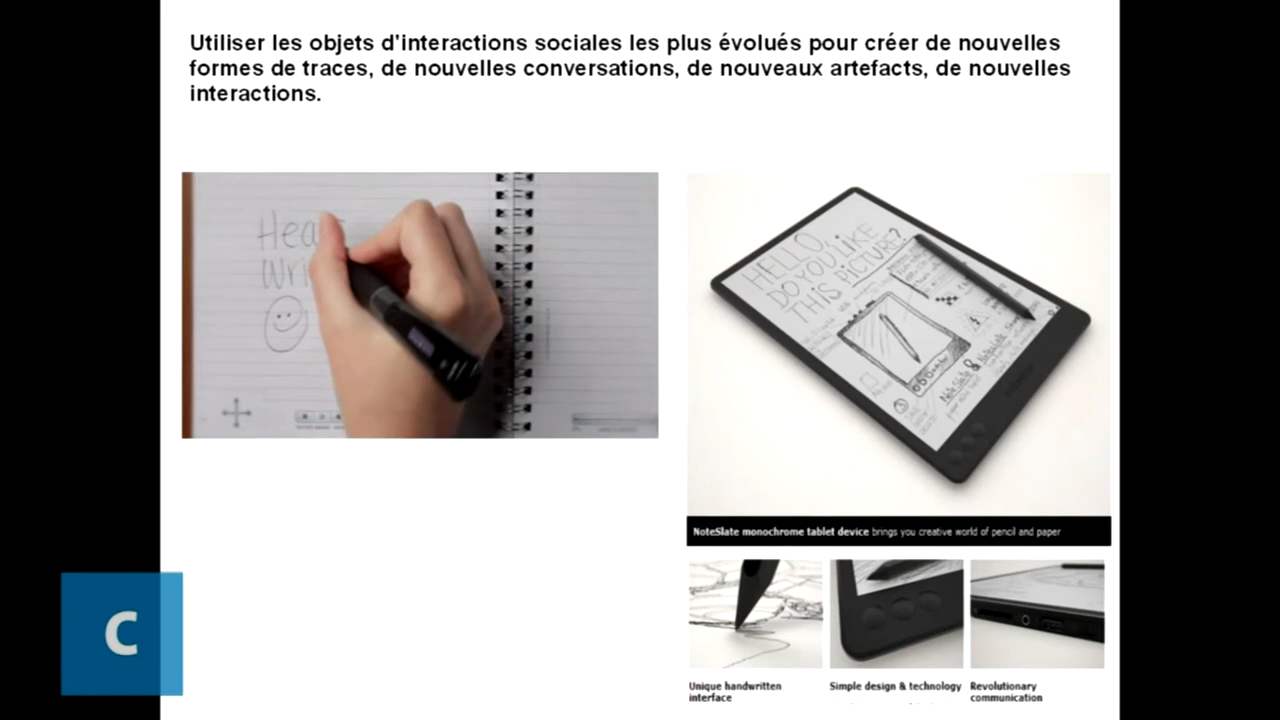 Utiliser les objets d'interactions sociales les plus évolués pour créer de nouvelles
formes de traces, de nouvelles conversations, de nouveaux artefacts, de nouvelles
interactions.
Hea
Wri
HELLO,
DO YOU LIKE
THIS PICTURE?
NoteSlate monochrome tablet device brings you creative world of pencil and paper
Unique handwritten
interface
Simple design & technology
Revolutionary
communication
C